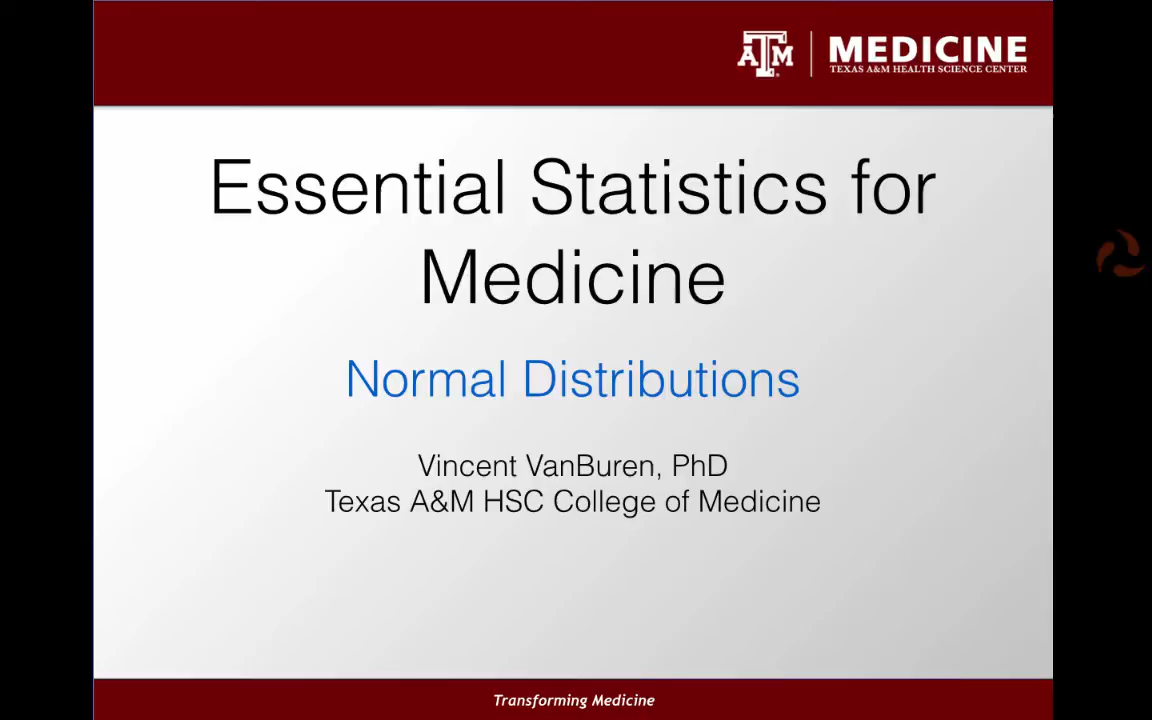 ATM
MEDICINE
TEXAS A&M HEALTH SCIENCE CENTER
Essential Statistics for
Medicine
Normal Distributions
Vincent VanBuren, PhD
Texas A&M HSC College of Medicine
Transforming Medicine